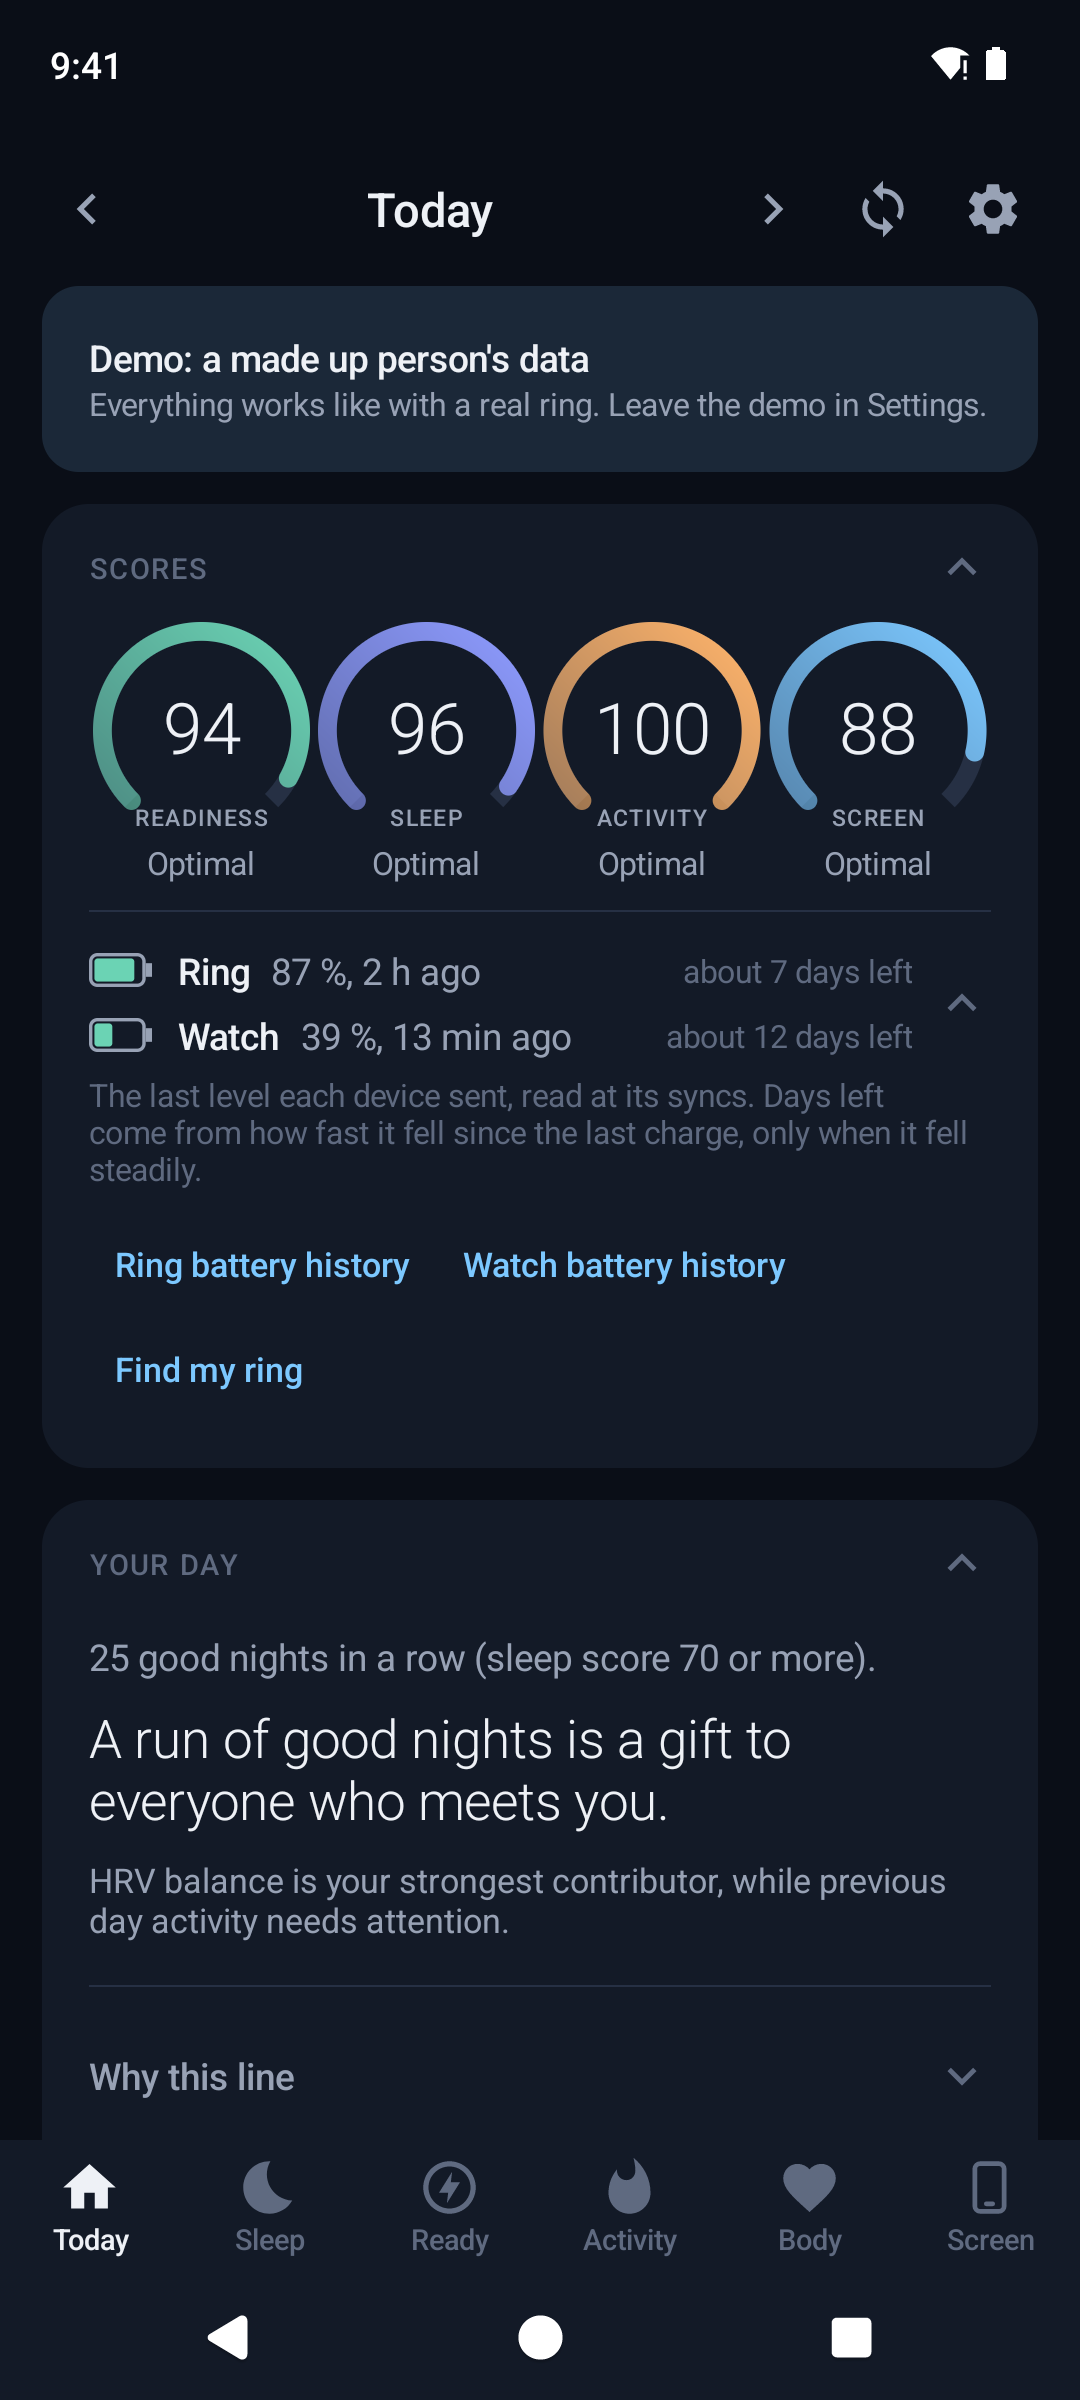 9:41
Today
Demo: a made up person's data
Everything works like with a real ring. Leave the demo in Settings.
SCORES
94 96 100 88
READINESS SLEEP ACTIVITY SCREEN
Optimal Optimal Optimal Optimal
Ring 87 %, 2 h ago about 7 days left
Watch 39 %, 13 min ago about 12 days left
The last level each device sent, read at its syncs. Days left
come from how fast it fell since the last charge, only when it fell
steadily.
Ring battery history Watch battery history
Find my ring
YOUR DAY
25 good nights in a row (sleep score 70 or more).
A run of good nights is a gift to
everyone who meets you.
HRV balance is your strongest contributor, while previous
day activity needs attention.
Why this line
Today Sleep Ready Activity Body Screen